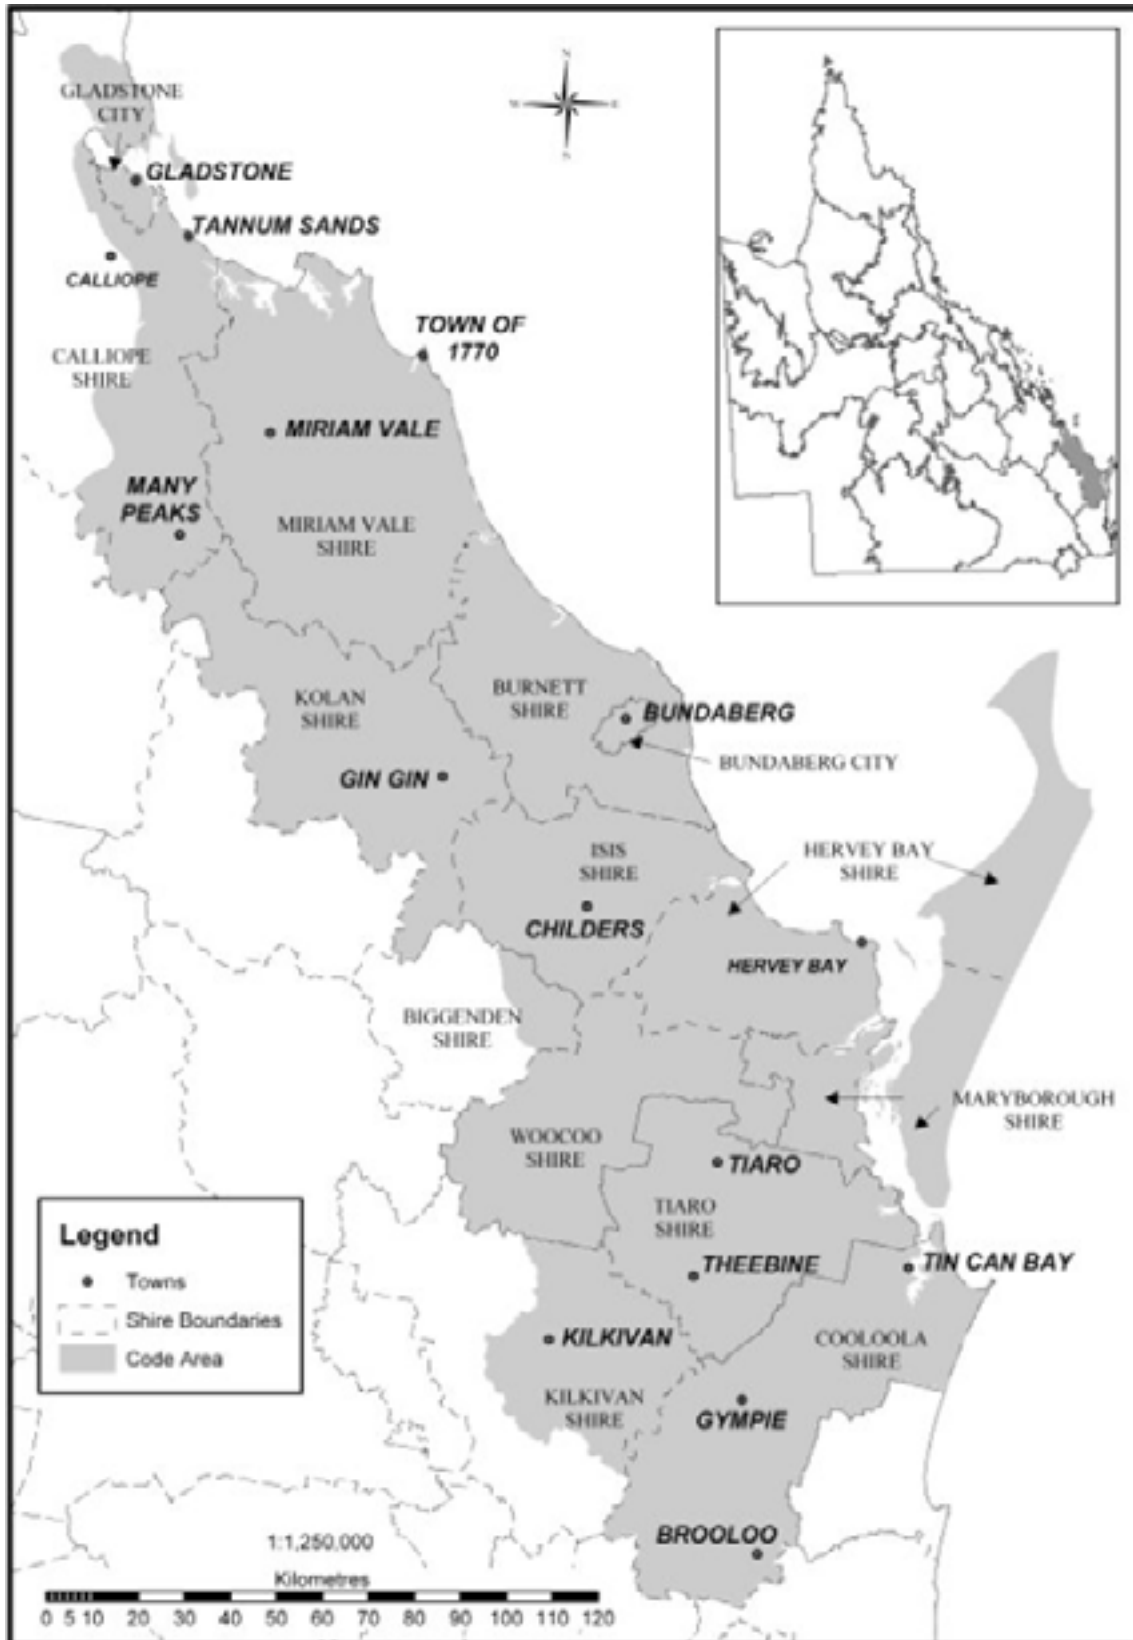 N
W
E
S
GLADSTONE
CITY
GLADSTONE
TANNUM SANDS
CALLIOPE
TOWN OF
1770
CALLIOPE
SHIRE
MIRIAM VALE
MANY
PEAKS
MIRIAM VALE
SHIRE
KOLAN
SHIRE
BURNETT
SHIRE
BUNDABERG
BUNDABERG CITY
GIN GIN
ISIS
SHIRE
HERVEY BAY
SHIRE
CHILDERS
HERVEY BAY
BIGGENDEN
SHIRE
MARYBOROUGH
SHIRE
WOOCOO
SHIRE
TIARO
TIARO
SHIRE
THEEBINE
TIN CAN BAY
KILKIVAN
COOLOOLA
SHIRE
KILKIVAN
SHIRE
GYMPIE
BROOLOO
Legend
Towns
Shire Boundaries
Code Area
1:1,250,000
Kilometres
0 5 10 20 30 40 50 60 70 80 90 100 110 120